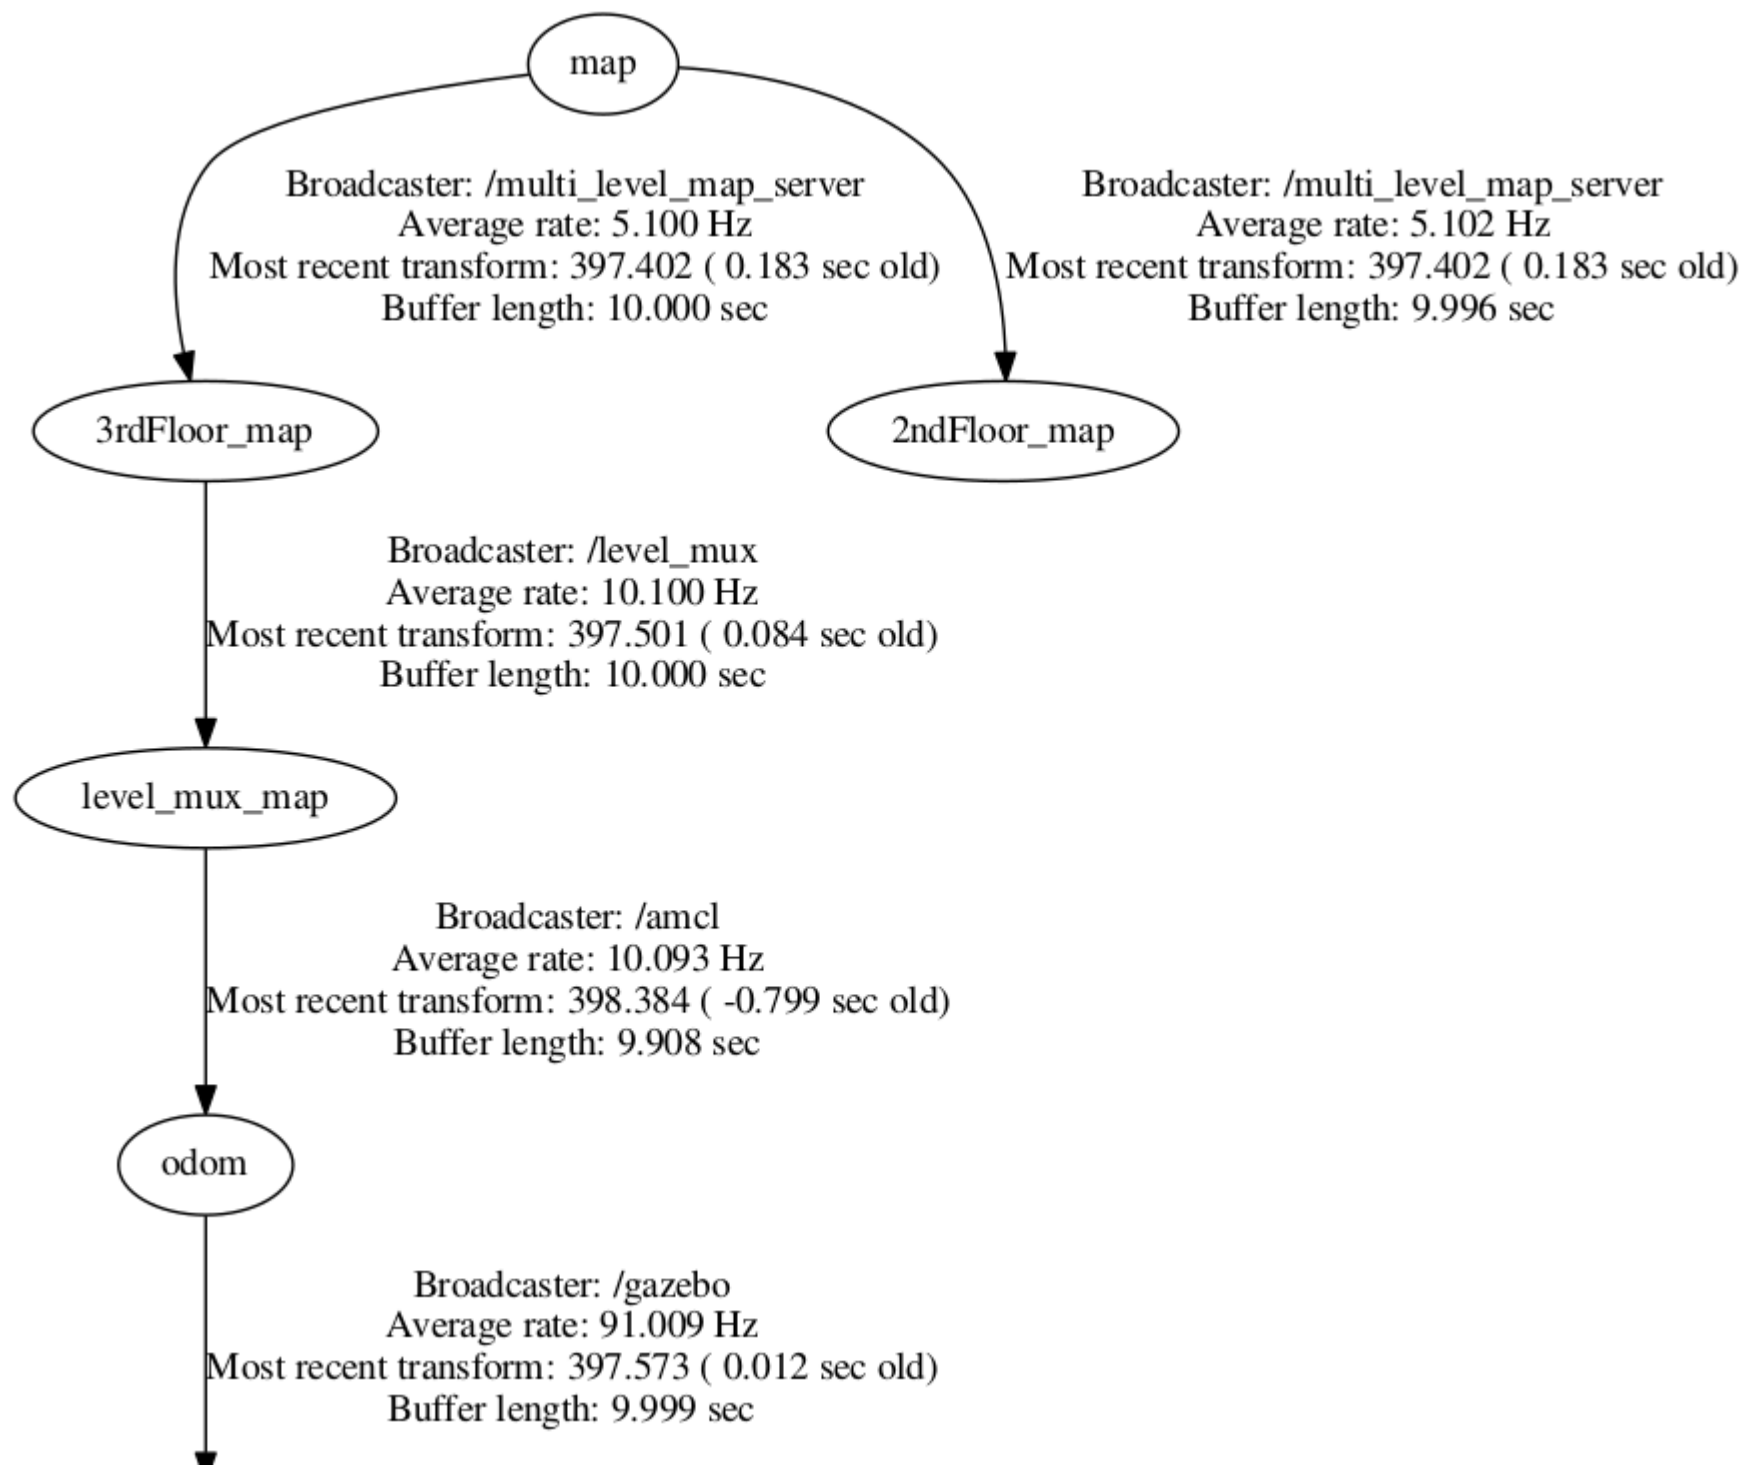 map
Broadcaster: /multi_level_map_server
Average rate: 5.100 Hz
Most recent transform: 397.402 ( 0.183 sec old)
Buffer length: 10.000 sec
Broadcaster: /multi_level_map_server
Average rate: 5.102 Hz
Most recent transform: 397.402 ( 0.183 sec old)
Buffer length: 9.996 sec
3rdFloor_map
2ndFloor_map
Broadcaster: /level_mux
Average rate: 10.100 Hz
Most recent transform: 397.501 ( 0.084 sec old)
Buffer length: 10.000 sec
level_mux_map
Broadcaster: /amcl
Average rate: 10.093 Hz
Most recent transform: 398.384 ( -0.799 sec old)
Buffer length: 9.908 sec
odom
Broadcaster: /gazebo
Average rate: 91.009 Hz
Most recent transform: 397.573 ( 0.012 sec old)
Buffer length: 9.999 sec